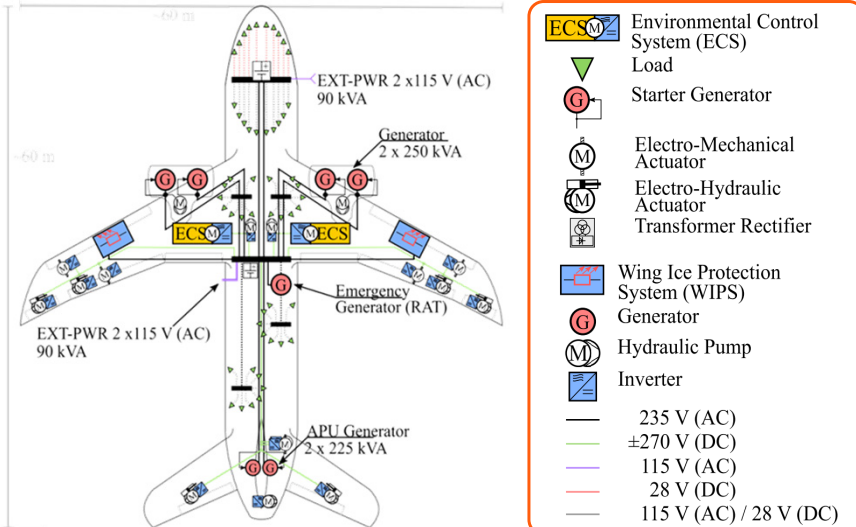 ~60 m
~60 m
EXT-PWR 2 x115 V (AC)
90 kVA
Generator
2 x 250 kVA
G
G
G
G
M
M
ECS
M
M
M
M
ECS
G
Emergency
Generator (RAT)
EXT-PWR 2 x115 V (AC)
90 kVA
M
M
M
M
M
M
M
M
M
M
APU Generator
2 x 225 kVA
M
G
G
M
M
M
ECS
M
Environmental Control
System (ECS)
Load
G
Starter Generator
M
Electro-Mechanical
Actuator
M
Electro-Hydraulic
Actuator
Transformer Rectifier
Wing Ice Protection
System (WIPS)
G
Generator
M
Hydraulic Pump
Inverter
235 V (AC)
±270 V (DC)
115 V (AC)
28 V (DC)
115 V (AC) / 28 V (DC)